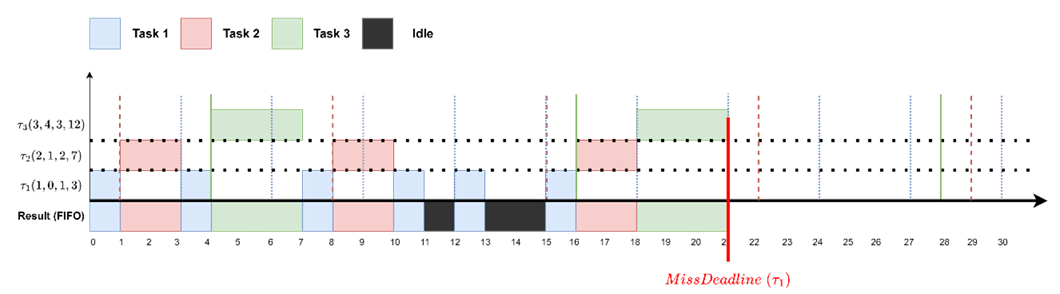 Task 1 Task 2 Task 3 Idle
τ₃(3, 4, 3, 12)
τ₂(2, 1, 2, 7)
τ₁(1, 0, 1, 3)
Result (FIFO)
0 1 2 3 4 5 6 7 8 9 10 11 12 13 14 15 16 17 18 19 20 2 22 23 24 25 26 27 28 29 30
MissDeadline (τ₁)